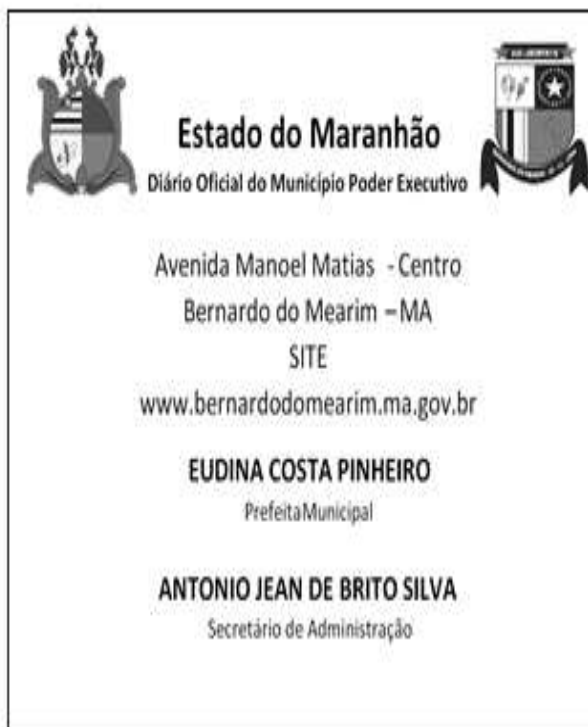 Estado do Maranhão
Diário Oficial do Municipio Poder Executivo
Avenida Manoel Matias - Centro
Bernardo do Mearim – MA
SITE
www.bernardodomearim.ma.gov.br
EUDINA COSTA PINHEIRO
PrefeitaMunicipal
ANTONIO JEAN DE BRITO SILVA
Secretário de Administração